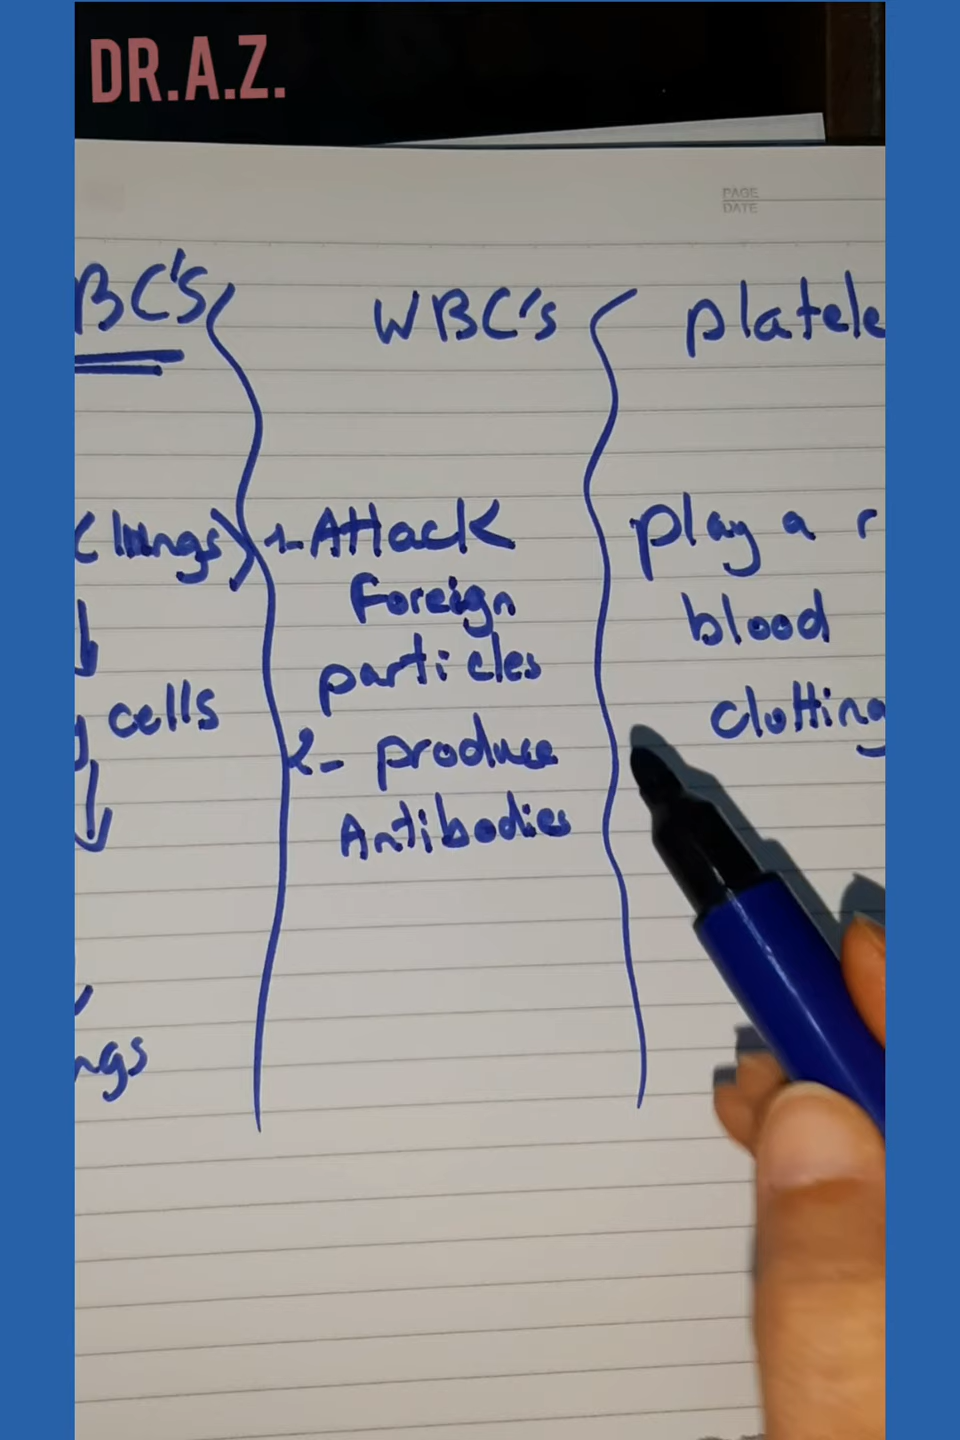 DR.A.Z.
PAGE
DATE
BC'S
(lungs)
cells
ngs
WBC's
1- Attack
foreign
particles
2- produce
Antibodies
platele
play a r
blood
clotting